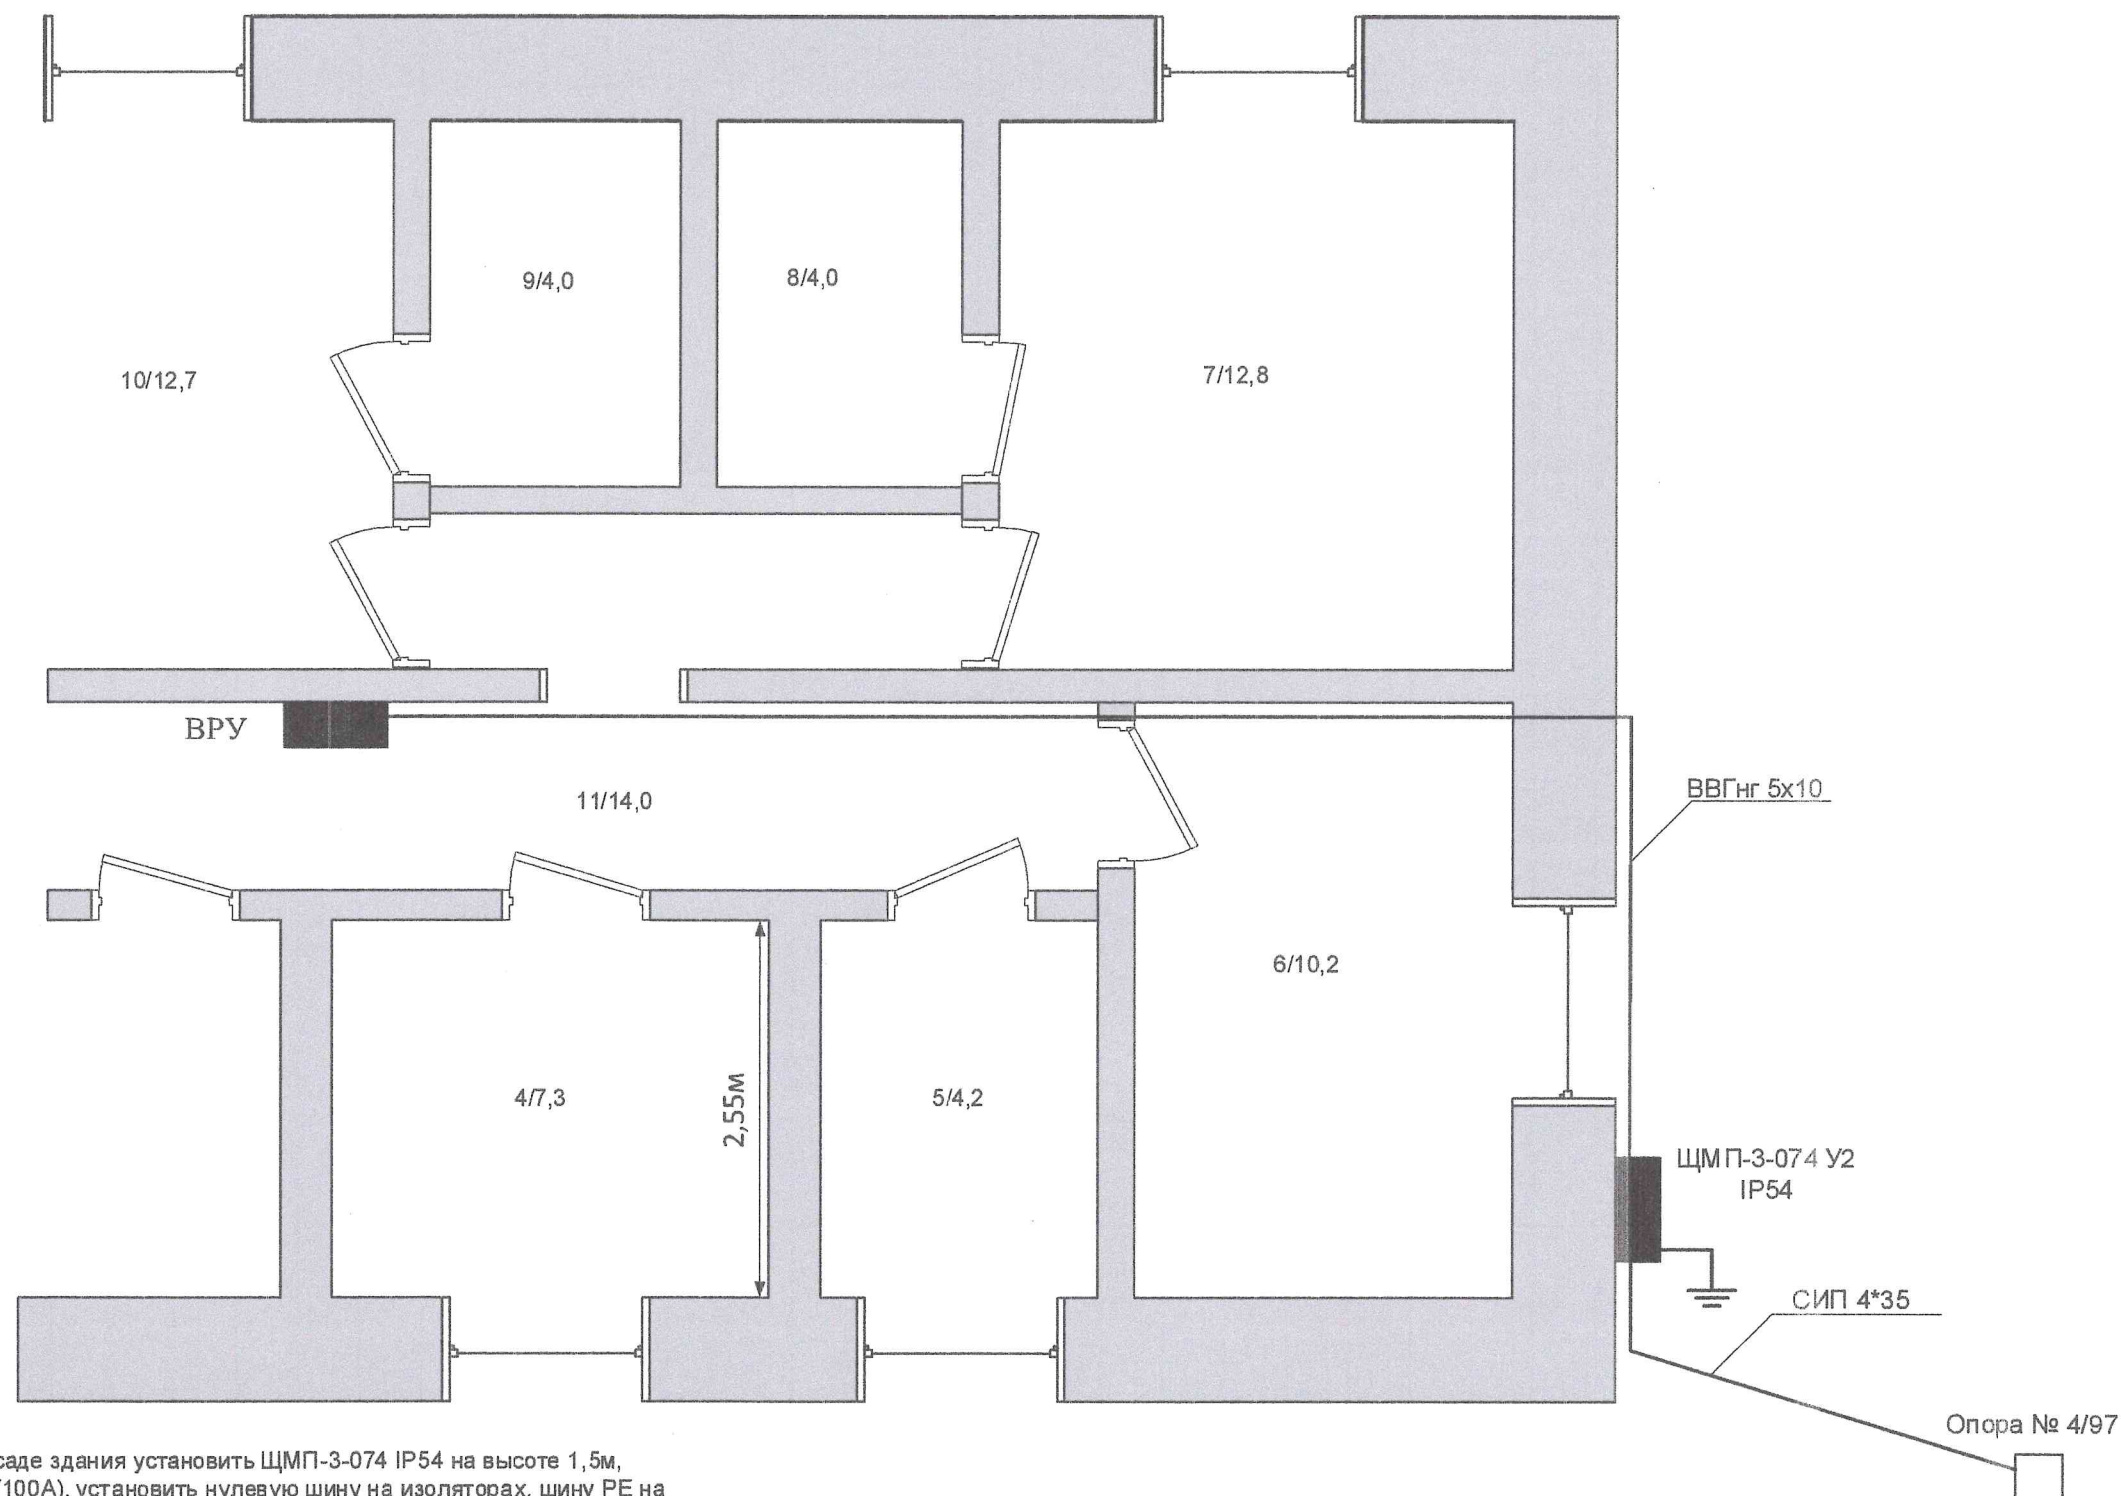 9/4,0
8/4,0
10/12,7
7/12,8
ВРУ
11/14,0
ВВГнг 5х10
6/10,2
4/7,3
2,55м
5/4,2
ЩМП-3-074 У2
IP54
СИП 4*35
Опора № 4/97
здания установить ЩМП-3-074 IP54 на высоте 1,5м,
100А), установить нулевую шину на изоляторах, шину РЕ на